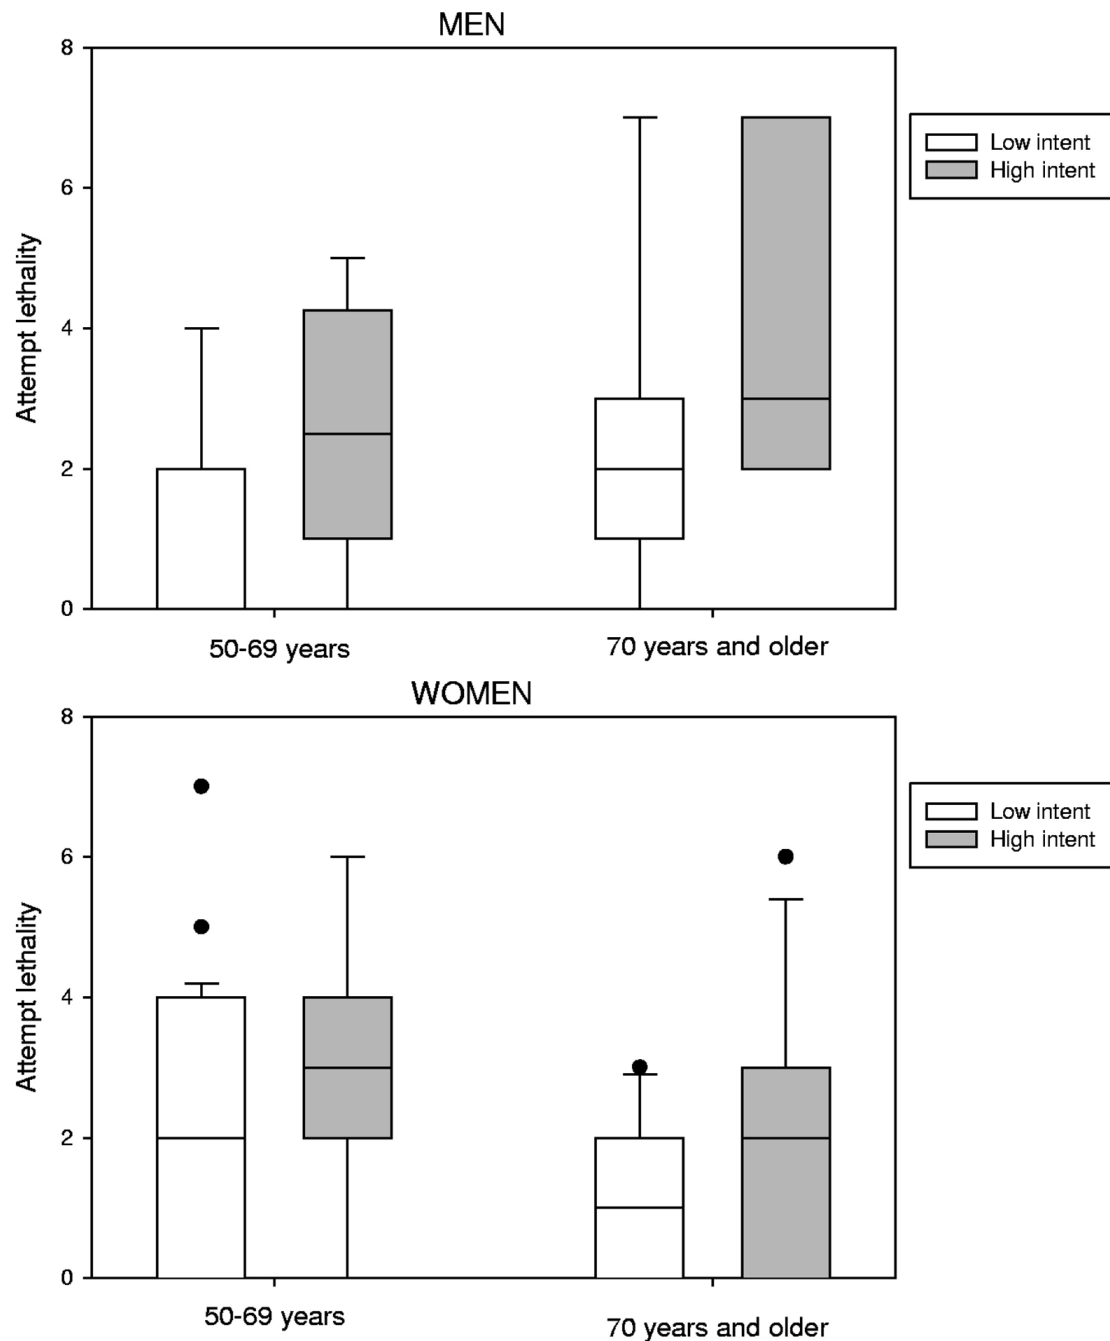 MEN
8
6
4
2
0
Attempt lethality
Low intent
High intent
50-69 years
70 years and older
WOMEN
8
6
4
2
0
Attempt lethality
Low intent
High intent
50-69 years
70 years and older